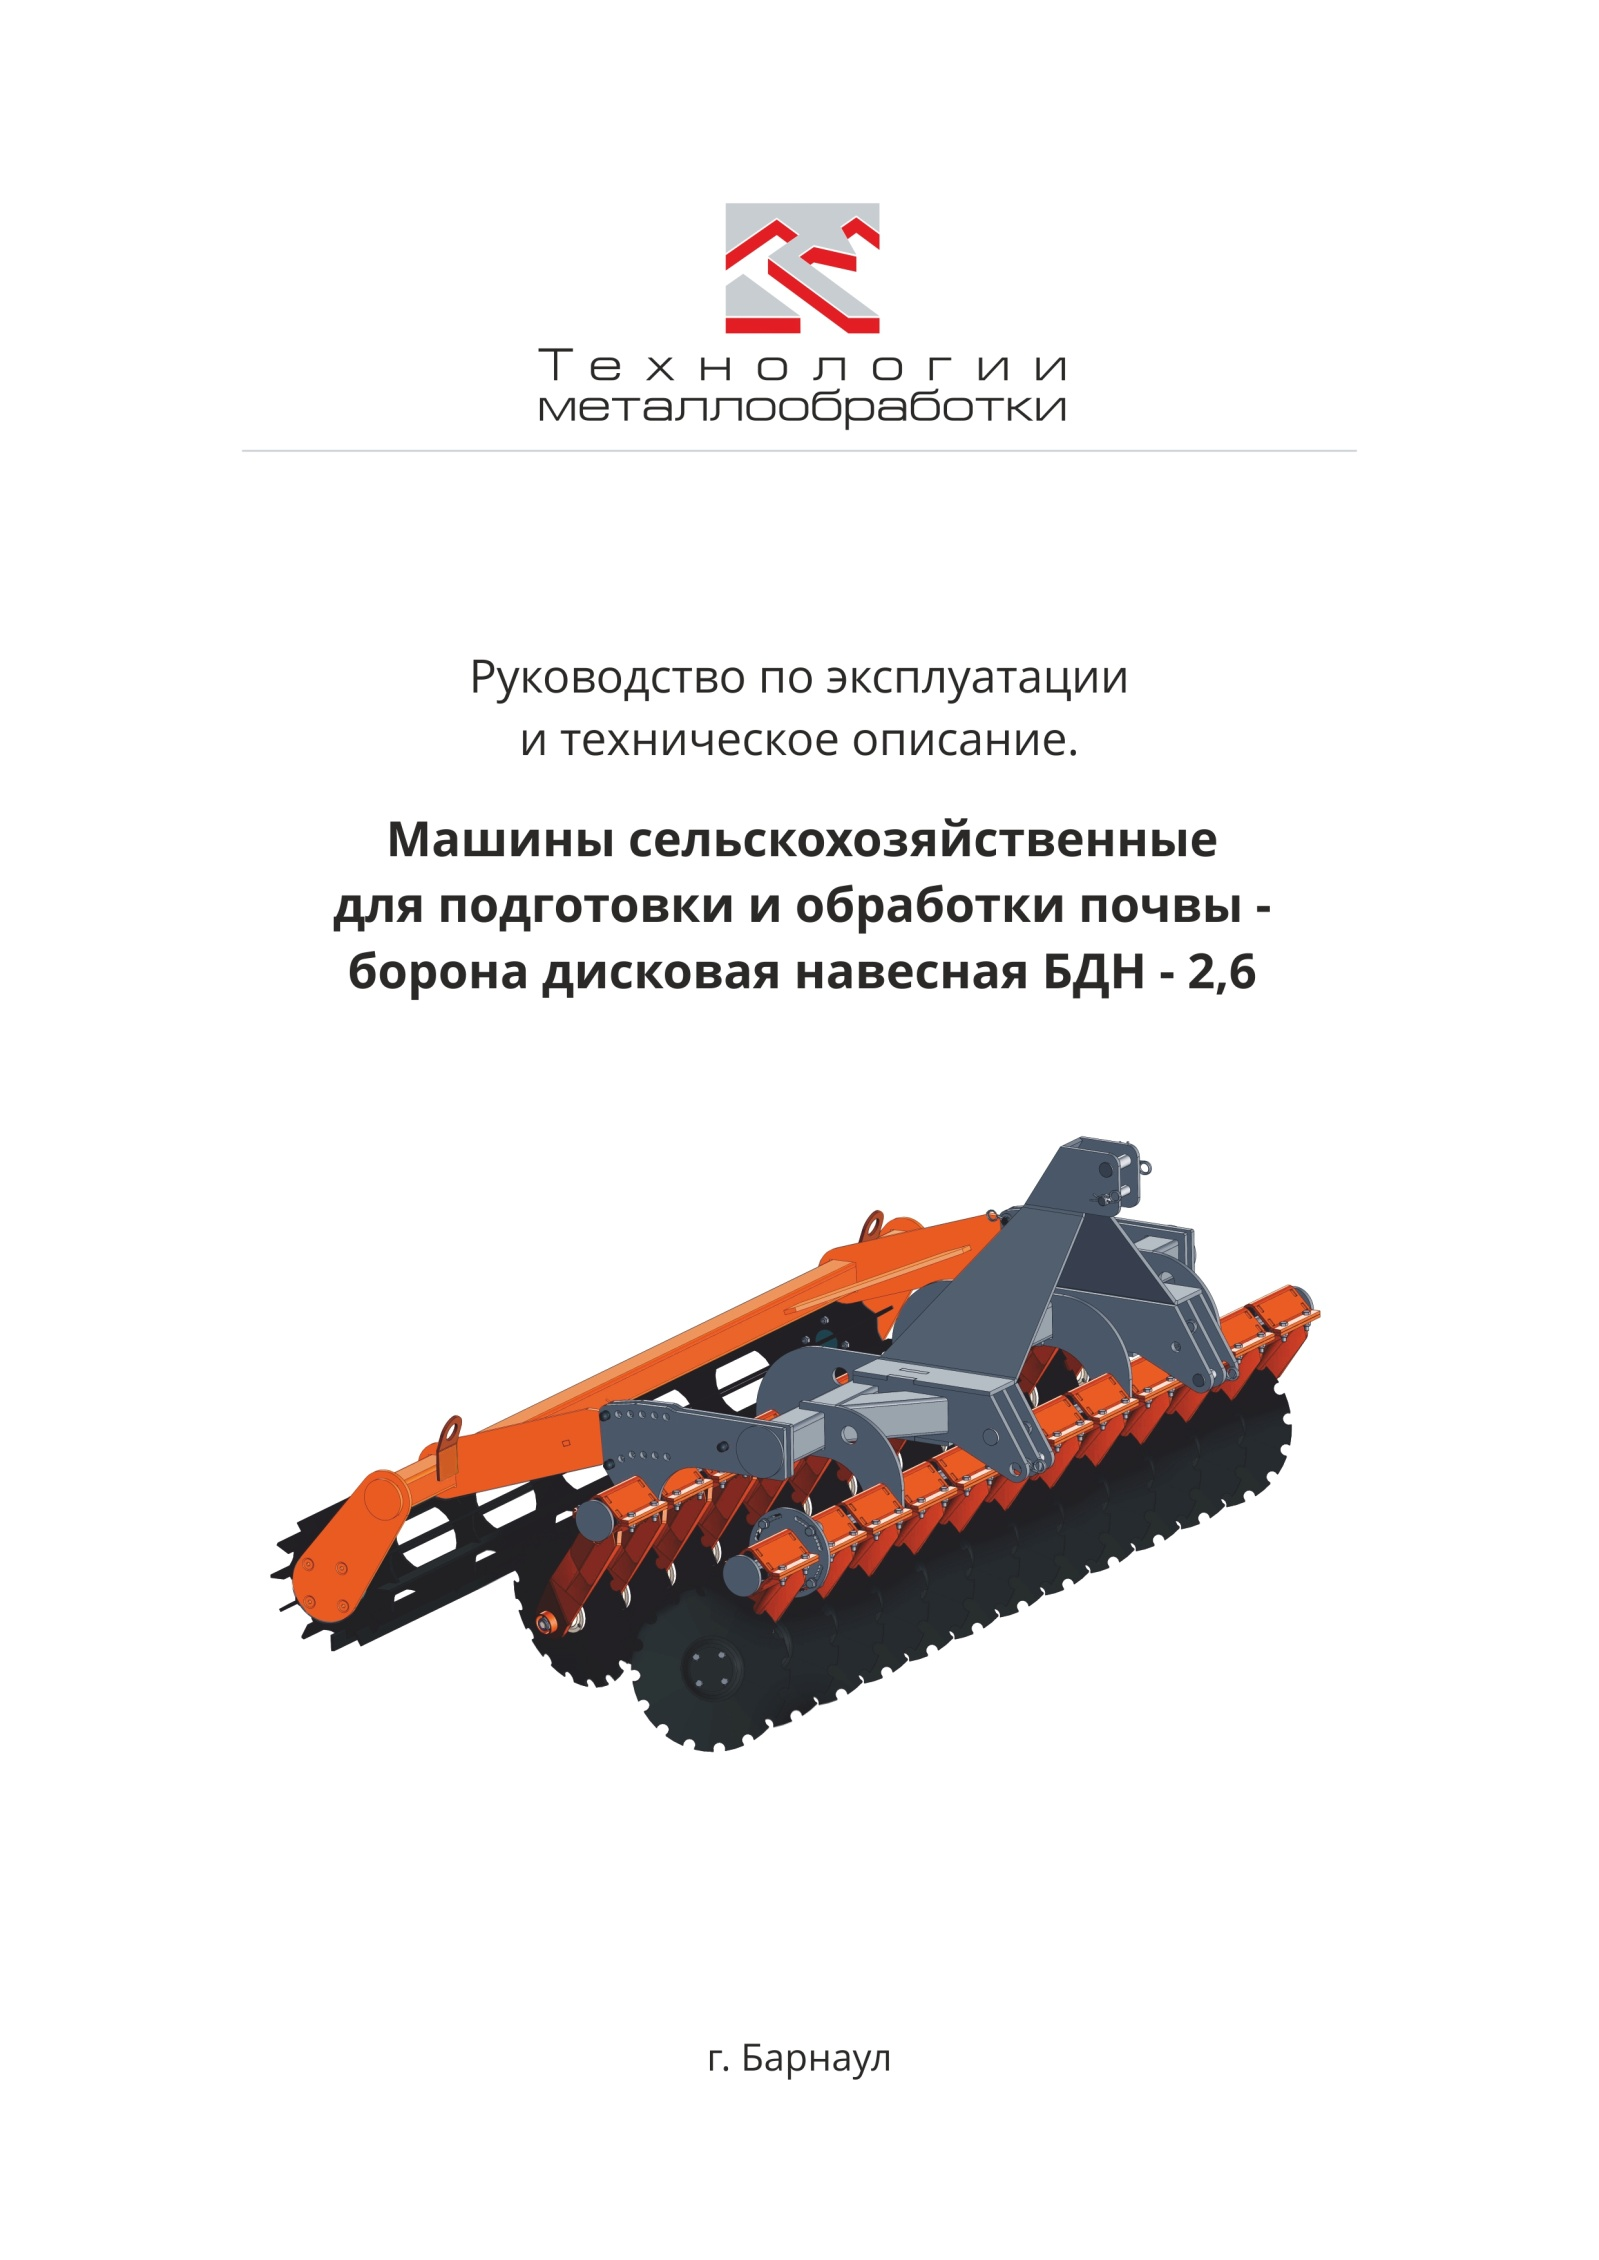 Технологии
металлообработки
Руководство по эксплуатации
и техническое описание.
Машины сельскохозяйственные
для подготовки и обработки почвы -
борона дисковая навесная БДН - 2,6
г. Барнаул